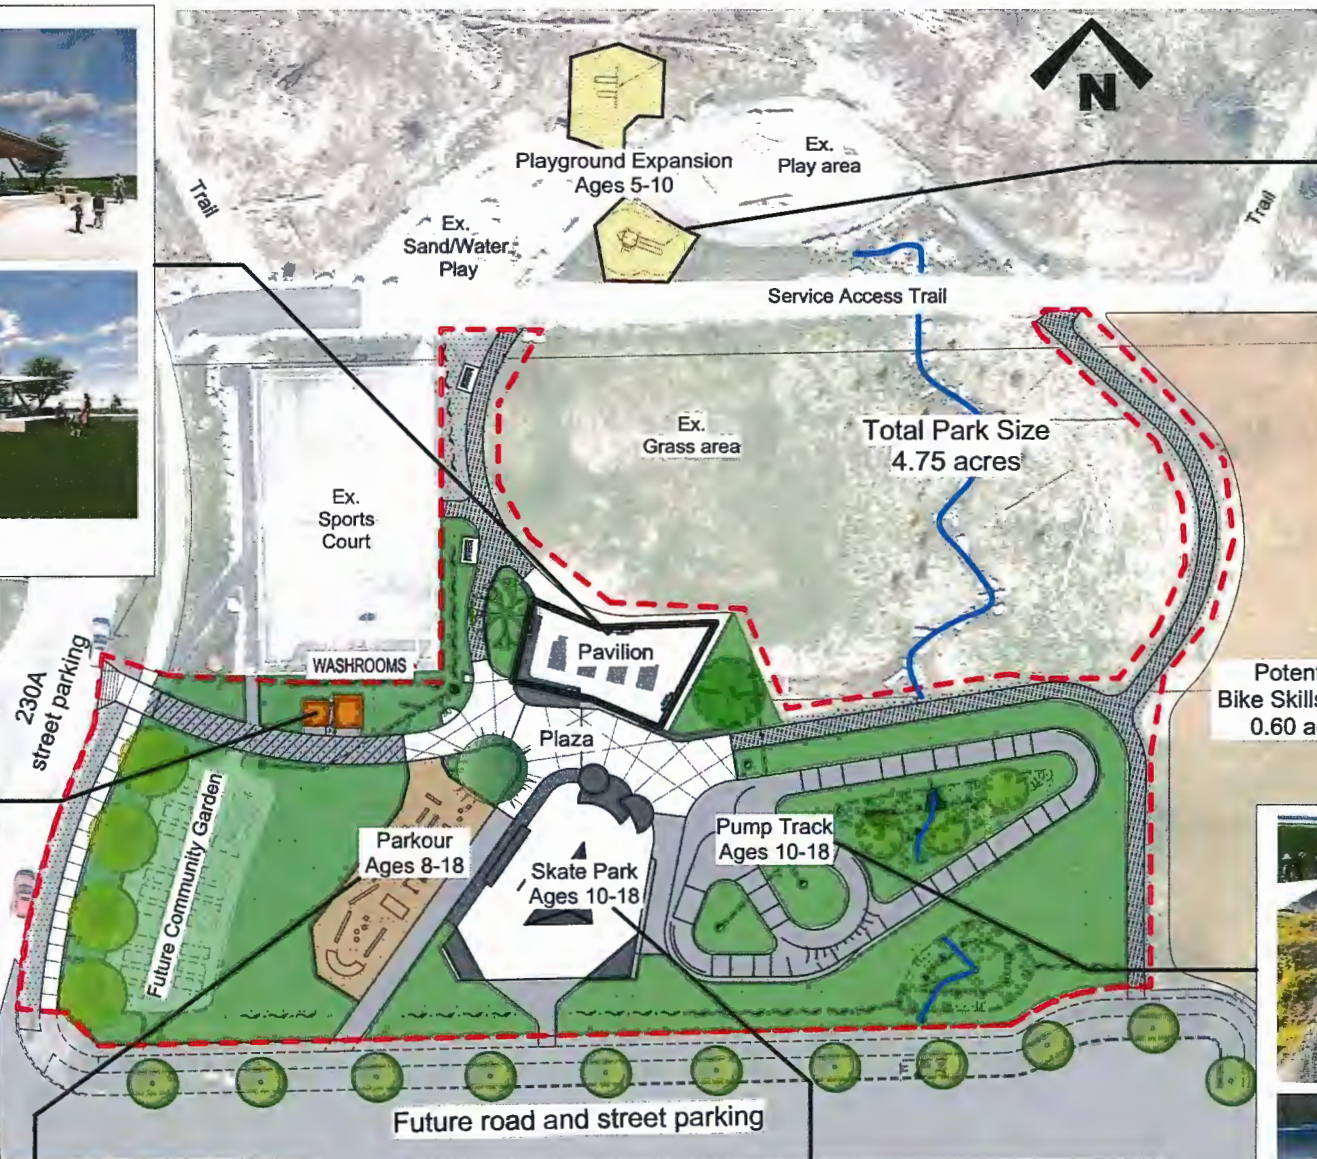 N
Playground Expansion
Ages 5-10
Ex.
Play area
Trail
Trail
Ex.
Sand/Water
Play
Service Access Trail
Ex.
Grass area
Total Park Size
4.75 acres
Ex.
Sports
Court
230A
street parking
WASHROOMS
Pavilion
Poten
Bike Skills
0.60 a
Plaza
Future Community Garden
Parkour
Ages 8-18
Skate Park
Ages 10-18
Pump Track
Ages 10-18
Future road and street parking